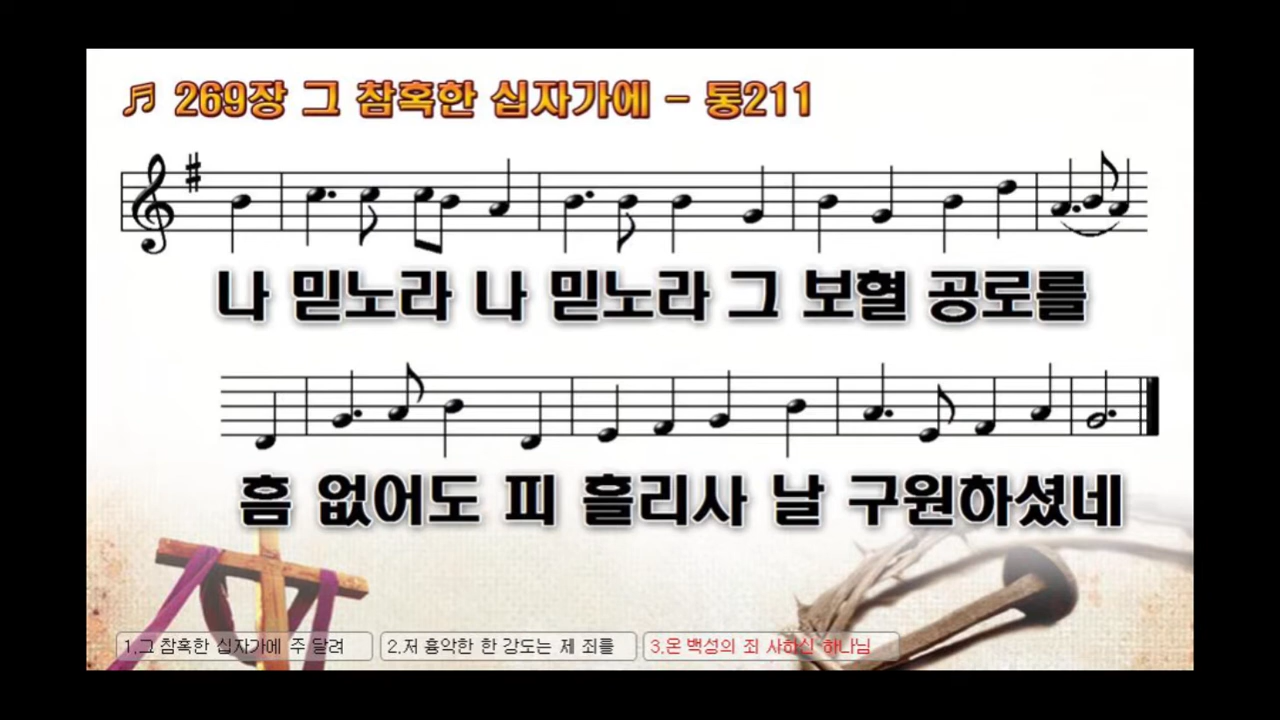 ♬ 269장 그 참혹한 십자가에 - 통211
나 믿노라 나 믿노라 그 보혈 공로를
흠 없어도 피 흘리사 날 구원하셨네
1.그 참혹한 십자가에 주 달려 2.저 흉악한 한 강도는 제 죄를 3.온 백성의 죄 사하신 하나님